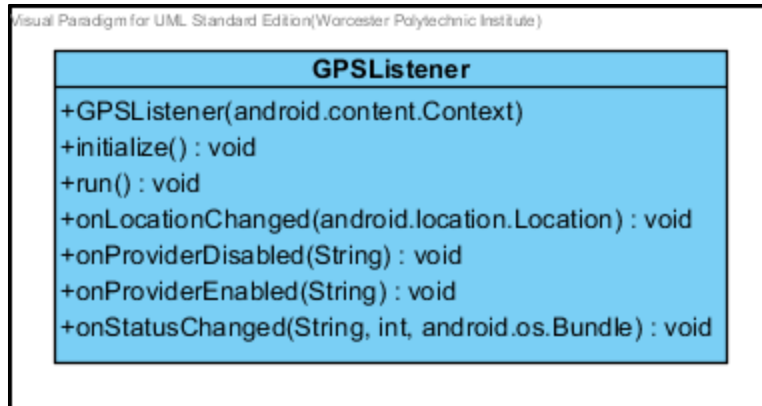 Visual Paradigm for UML Standard Edition(Worcester Polytechnic Institute)
GPSListener
+GPSListener(android.content.Context)
+initialize() : void
+run() : void
+onLocationChanged(android.location.Location) : void
+onProviderDisabled(String) : void
+onProviderEnabled(String) : void
+onStatusChanged(String, int, android.os.Bundle) : void